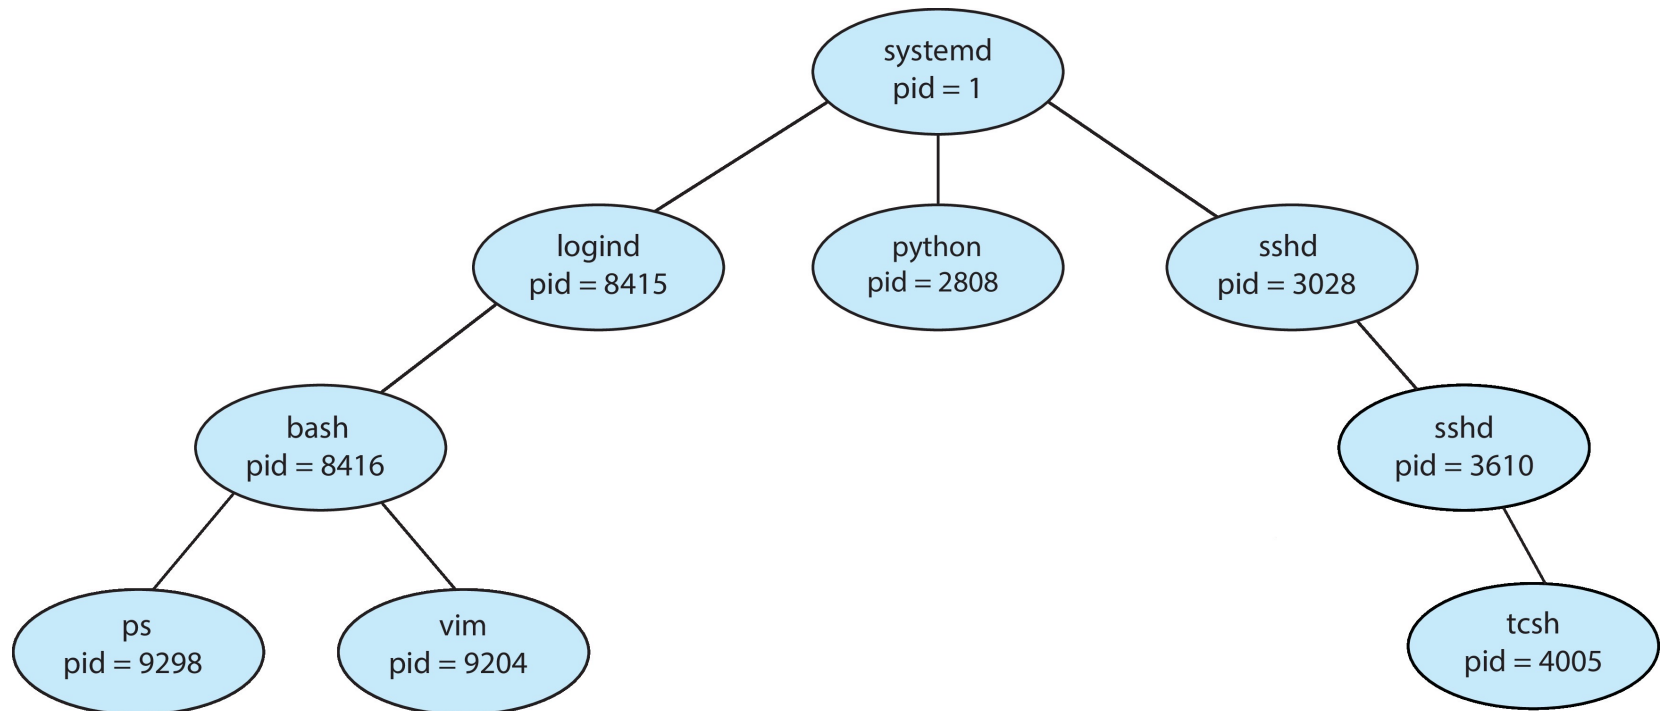 systemd
pid = 1
logind
pid = 8415
python
pid = 2808
sshd
pid = 3028
bash
pid = 8416
sshd
pid = 3610
ps
pid = 9298
vim
pid = 9204
tcsh
pid = 4005